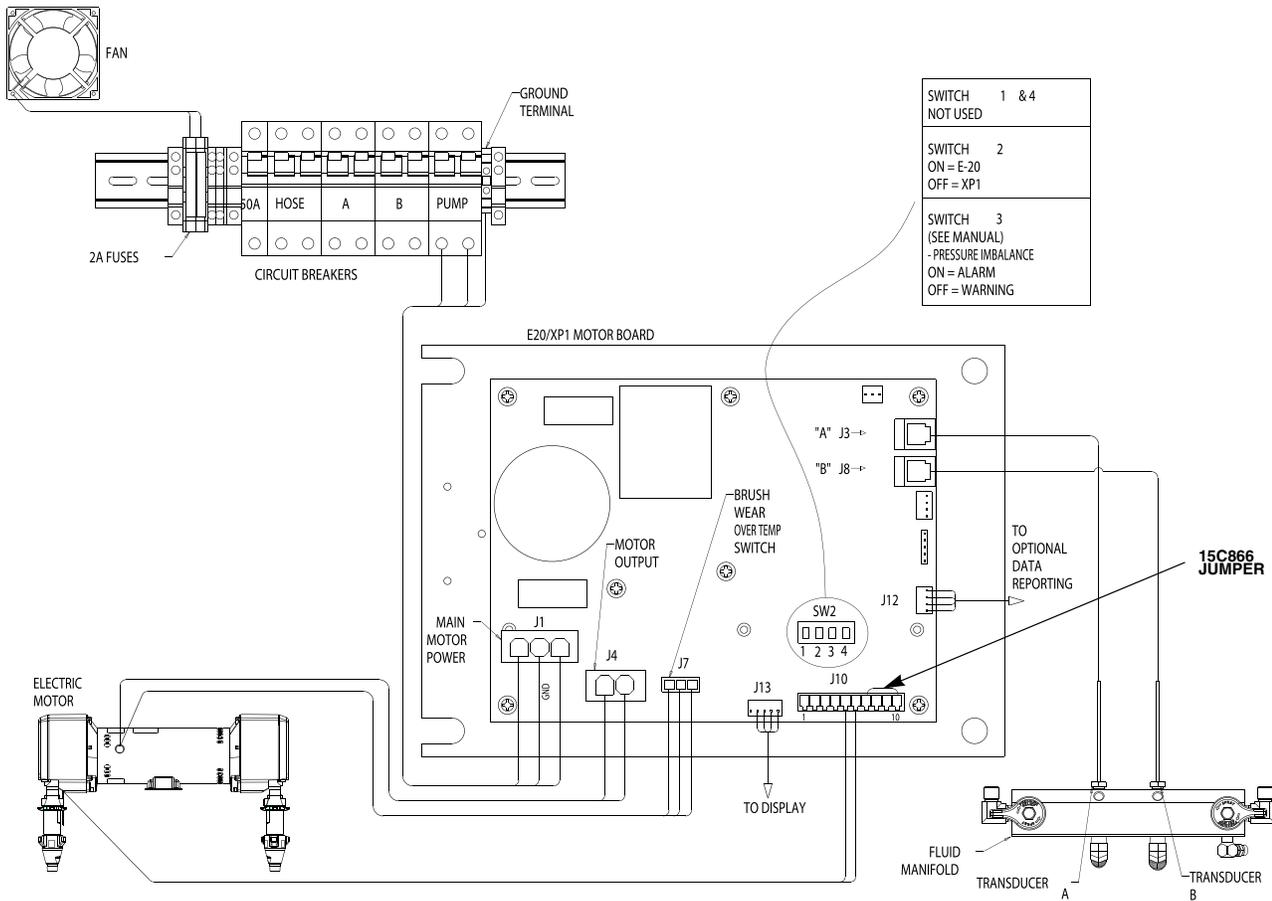 FAN
GROUND
TERMINAL
50A HOSE A B PUMP
2A FUSES
CIRCUIT BREAKERS
SWITCH 1 & 4
NOT USED
SWITCH 2
ON = E-20
OFF = XP1
SWITCH 3
(SEE MANUAL)
- PRESSURE IMBALANCE
ON = ALARM
OFF = WARNING
E20/XP1 MOTOR BOARD
"A" J3
"B" J8
BRUSH
WEAR
OVER TEMP
SWITCH
MOTOR
OUTPUT
TO
OPTIONAL
DATA
REPORTING
15C866
JUMPER
J12
SW2
1 2 3 4
MAIN
MOTOR
POWER
J1
J4
J7
GND
J13
J10
1 10
ELECTRIC
MOTOR
TO DISPLAY
FLUID
MANIFOLD
TRANSDUCER
A
TRANSDUCER
B